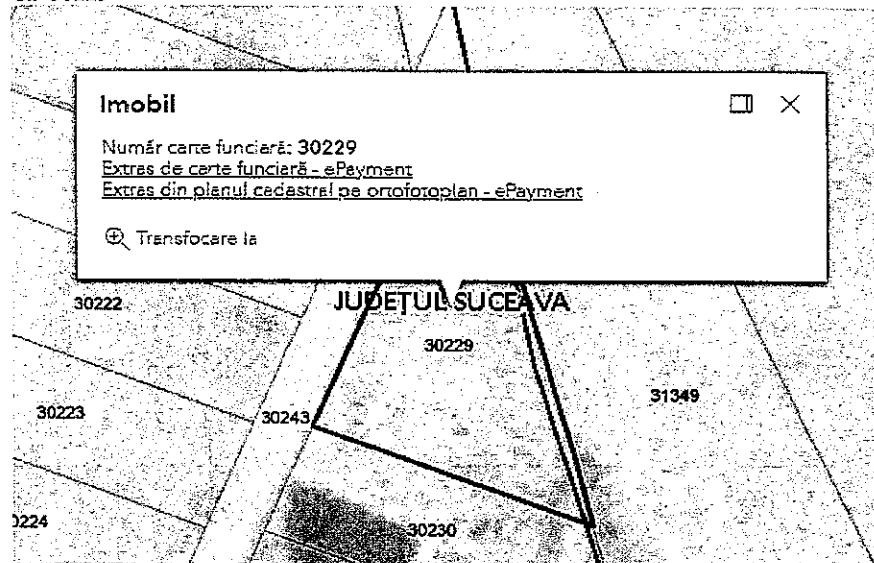 Imobil
Număr carte funciară: 30229
Extras de carte funciară - ePayment
Extras din planul cadastral pe ortofotoplan - ePayment
Transfocare la
30222
JUDEȚUL SUCEAVA
30229
31349
30223
30243
30230